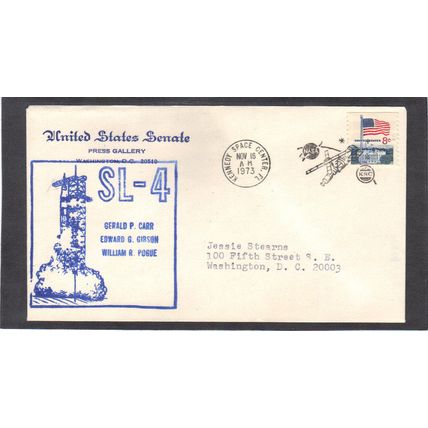 United States Senate
PRESS GALLERY
WASHINGTON, D.C. 20510
SL-4
GERALD P. CARR
EDWARD G. GIBSON
WILLIAM R. POGUE
KENNEDY SPACE CENTER, FL
NOV 16
A M
1973
8c
KSC
Jessie Stearns
100 Fifth Street S. E.
Washington, D. C. 20003